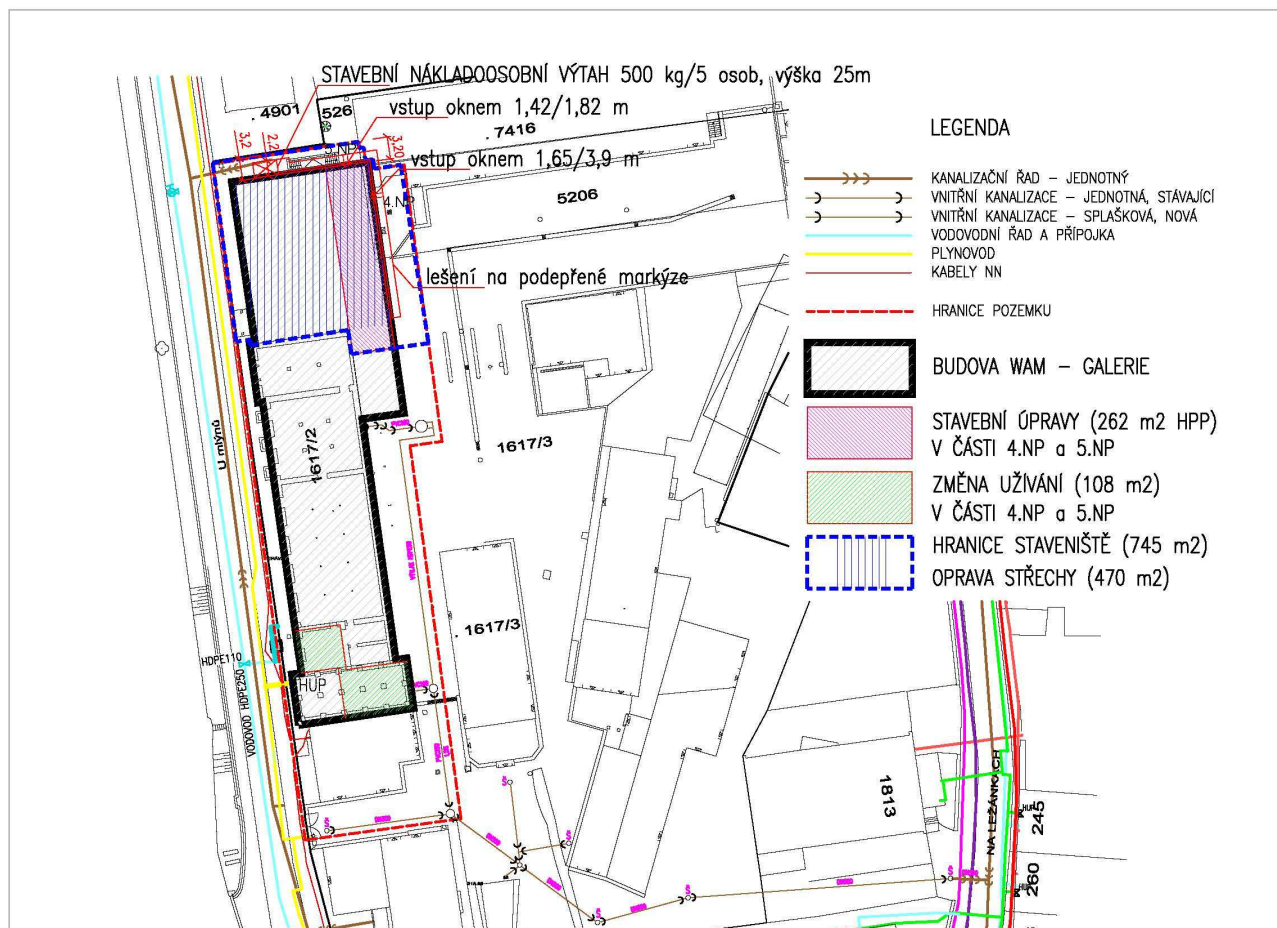 STAVEBNÍ NÁKLADOOSOBNÍ VÝTAH 500 kg/5 osob, výška 25m
4901
526
vstup oknem 1,42/1,82 m
7416
3,2
2,2
3,20
5.NP
vstup oknem 1,65/3,9 m
4.NP
5206
lešení na podepřené markýze
U mlýna
1617/2
1617/3
1617/3
HDPE110
VODOVOD HDPE250
HUP
1813
NA LEŽÁNKÁCH
HUP
245
HUP
260
LEGENDA
KANALIZAČNÍ ŘAD – JEDNOTNÝ
VNITŘNÍ KANALIZACE – JEDNOTNÁ, STÁVAJÍCÍ
VNITŘNÍ KANALIZACE – SPLAŠKOVÁ, NOVÁ
VODOVODNÍ ŘAD A PŘÍPOJKA
PLYNOVOD
KABELY NN
HRANICE POZEMKU
BUDOVA WAM – GALERIE
STAVEBNÍ ÚPRAVY (262 m2 HPP)
V ČÁSTI 4.NP a 5.NP
ZMĚNA UŽÍVÁNÍ (108 m2)
V ČÁSTI 4.NP a 5.NP
HRANICE STAVENIŠTĚ (745 m2)
OPRAVA STŘECHY (470 m2)